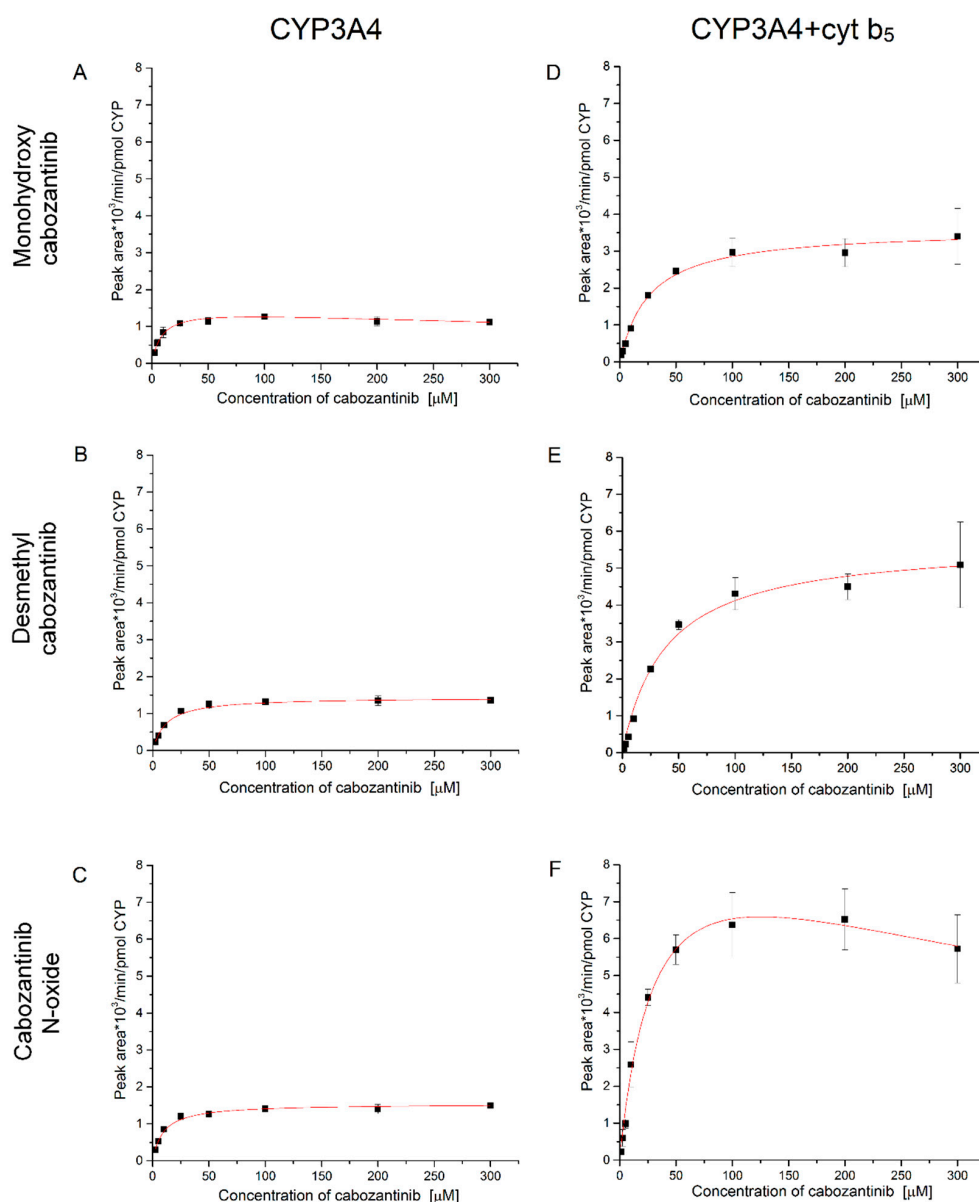 CYP3A4
CYP3A4+cyt b₅
Monohydroxy
cabozantinib
A
Peak area*10³/min/pmol CYP
8
7
6
5
4
3
2
1
0
0 50 100 150 200 250 300
Concentration of cabozantinib [µM]
D
Peak area*10³/min/pmol CYP
8
7
6
5
4
3
2
1
0
0 50 100 150 200 250 300
Concentration of cabozantinib [µM]
Desmethyl
cabozantinib
B
Peak area*10³/min/pmol CYP
8
7
6
5
4
3
2
1
0
0 50 100 150 200 250 300
Concentration of cabozantinib [µM]
E
Peak area*10³/min/pmol CYP
8
7
6
5
4
3
2
1
0
0 50 100 150 200 250 300
Concentration of cabozantinib [µM]
Cabozantinib
N-oxide
C
Peak area*10³/min/pmol CYP
8
7
6
5
4
3
2
1
0
0 50 100 150 200 250 300
Concentration of cabozantinib [µM]
F
Peak area*10³/min/pmol CYP
8
7
6
5
4
3
2
1
0
0 50 100 150 200 250 300
Concentration of cabozantinib [µM]